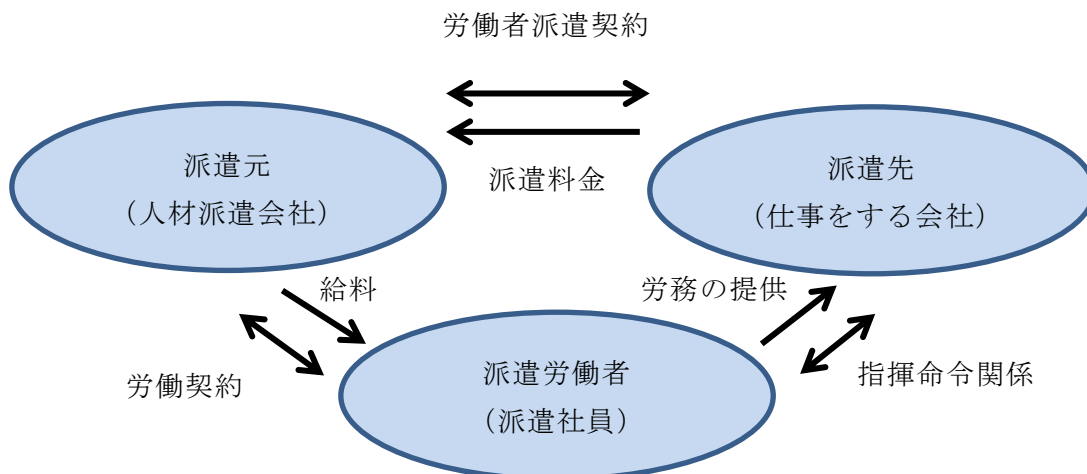 労働者派遣契約
派遣元
（人材派遣会社）
派遣料金
派遣先
（仕事をする会社）
給料
労務の提供
労働契約
派遣労働者
（派遣社員）
指揮命令関係